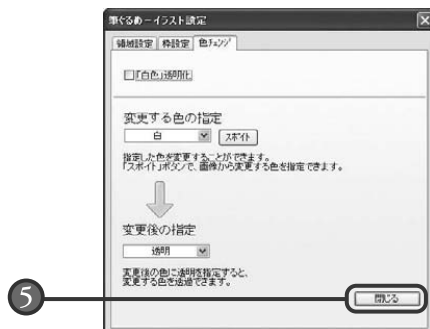 筆ぐるめ－イラスト設定
領域設定 枠設定 色チェンジ
「白色」透明化
変更する色の指定
白 スポイト
指定した色を変更することができます。
「スポイト」ボタンで、画像から変更する色を指定できます。
変更後の指定
透明
変更後の色に透明を指定すると、
変更する色を透過できます。
5 閉じる